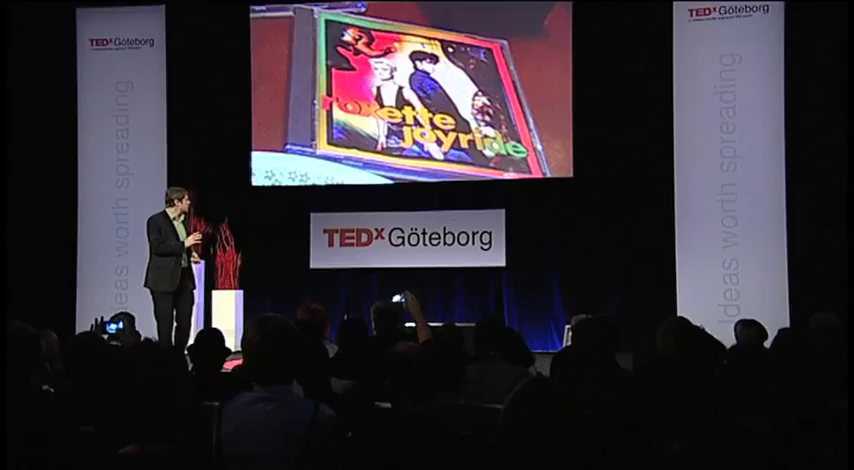 TEDxGöteborg
TEDxGöteborg
roxette
joyride
TEDxGöteborg
Ideas worth spreading
Ideas worth spreading